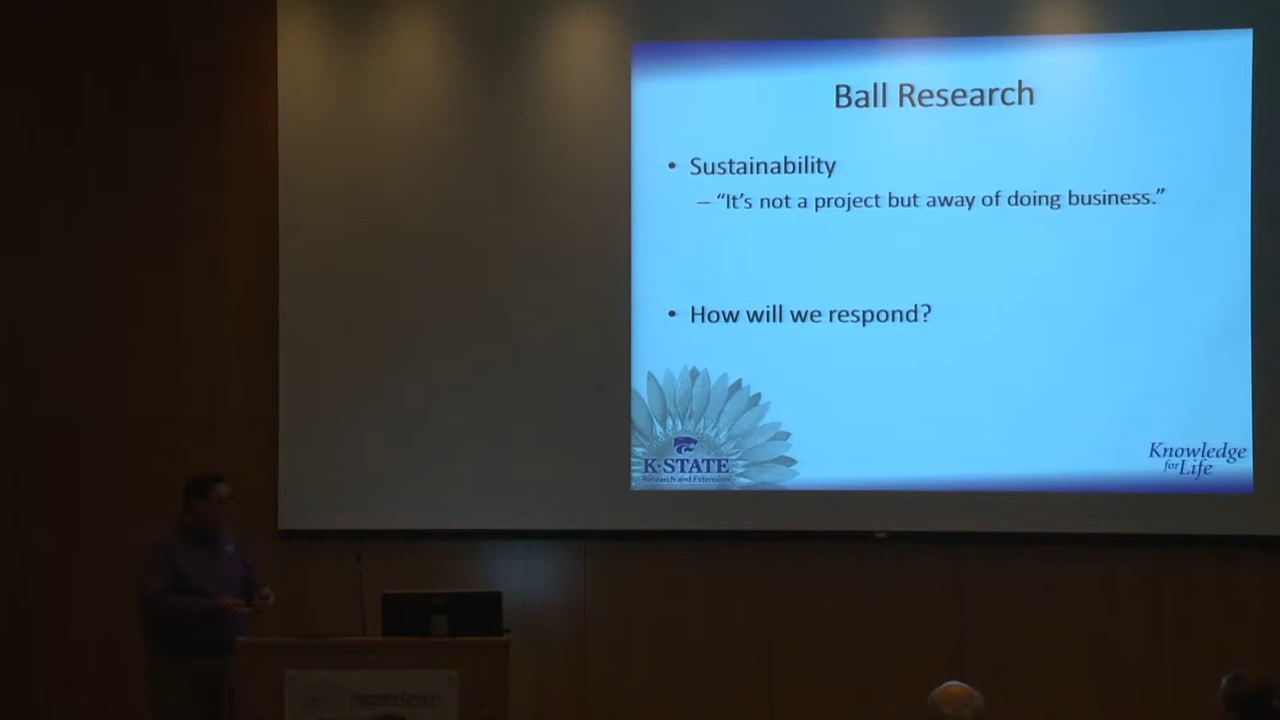 Ball Research
• Sustainability
– “It’s not a project but away of doing business.”
• How will we respond?
K-STATE
Research and Extension
Knowledge
for Life